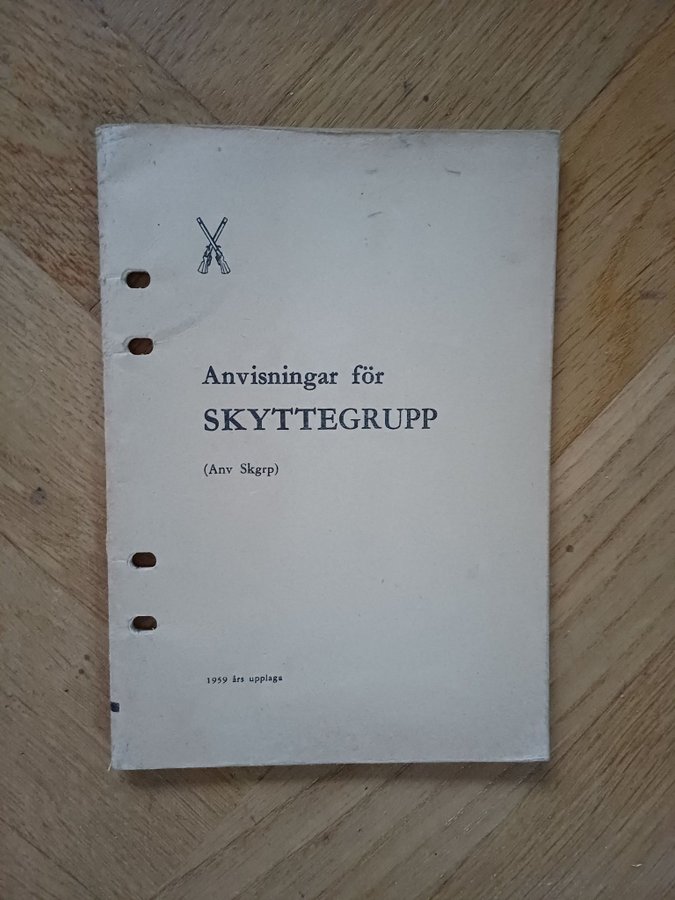 Anvisningar för
SKYTTEGRUPP
(Anv Skgrp)
1959 års upplaga